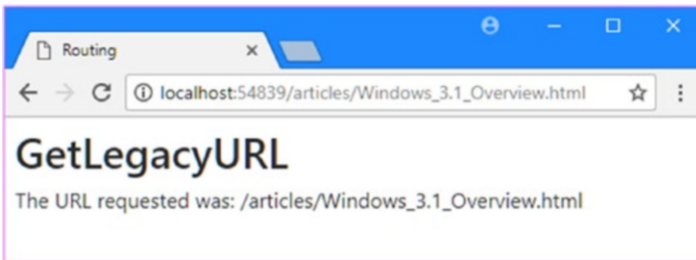 Routing
localhost:54839/articles/Windows_3.1_Overview.html
GetLegacyURL
The URL requested was: /articles/Windows_3.1_Overview.html